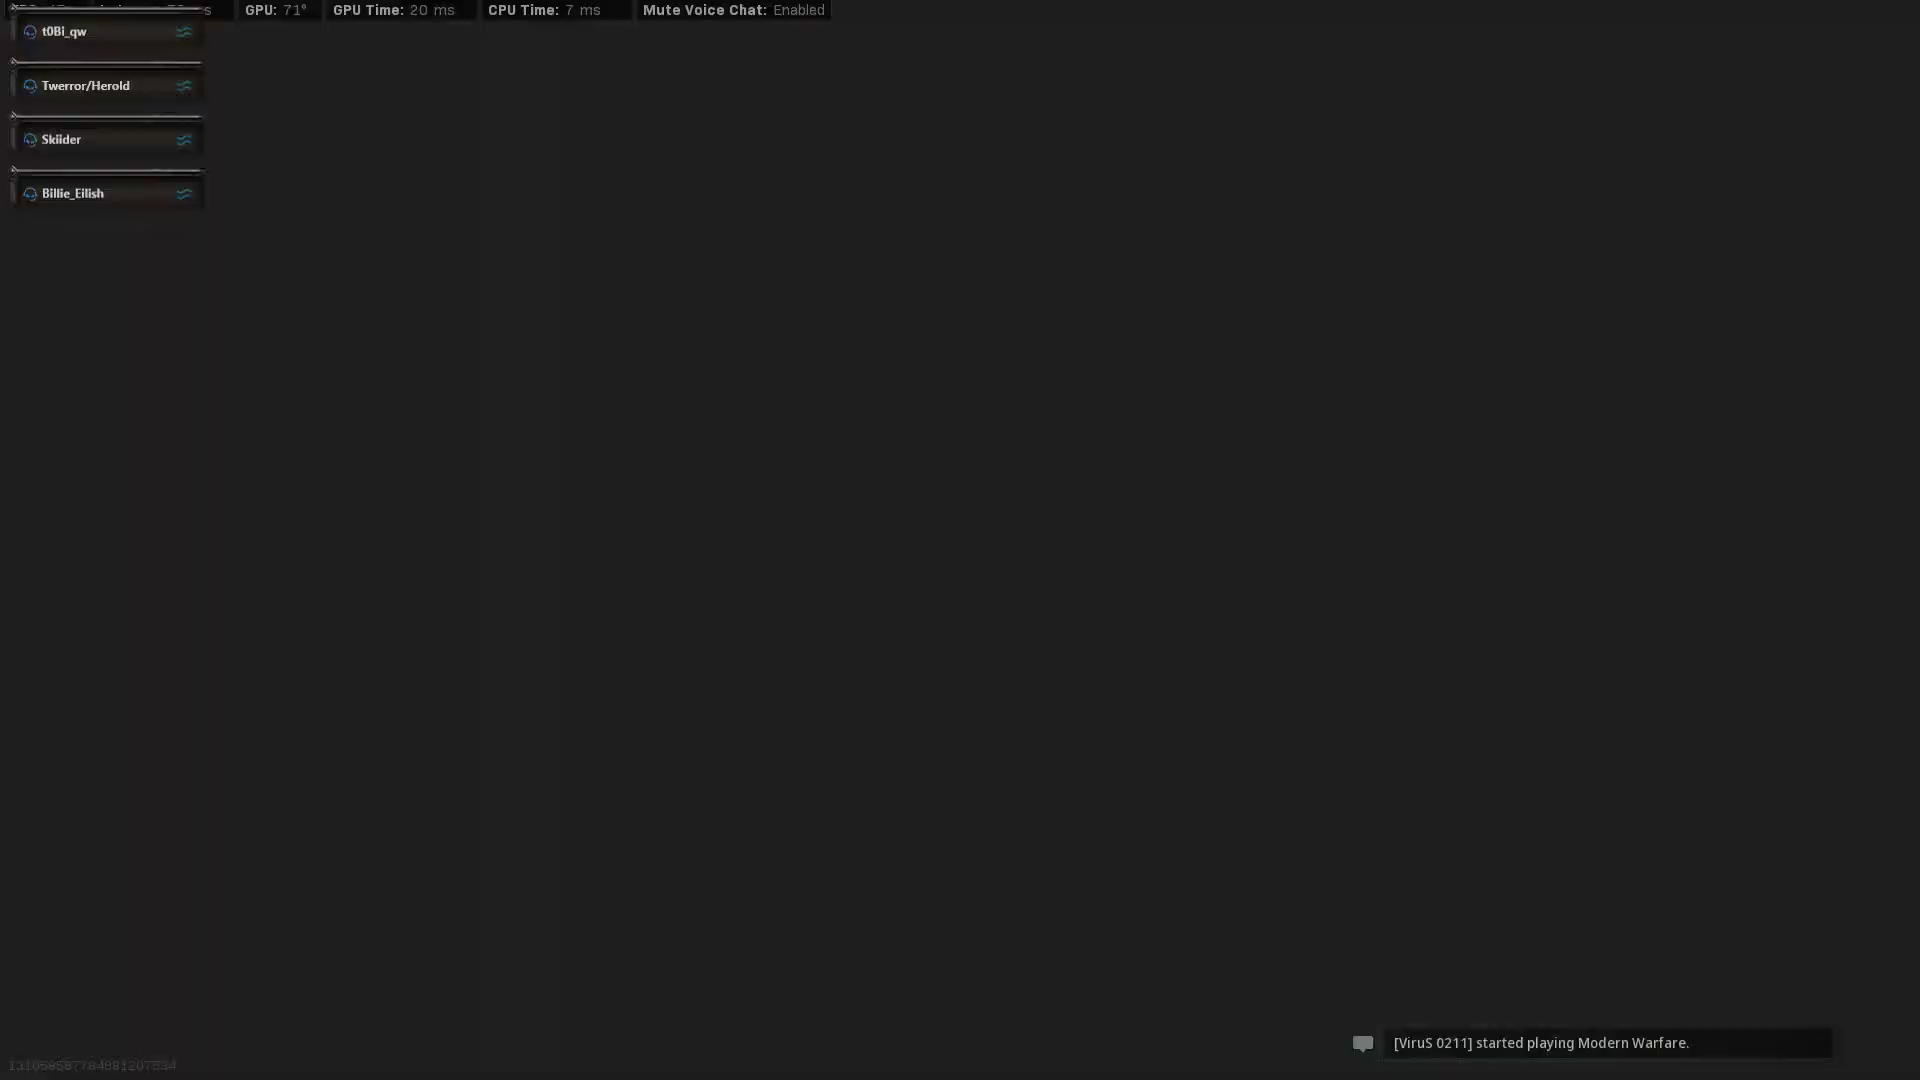 GPU: 71° GPU Time: 20 ms CPU Time: 7 ms Mute Voice Chat: Enabled
t0Bi_qw
Twerror/Herold
Skiider
Billie_Eilish
[ViruS 0211] started playing Modern Warfare.